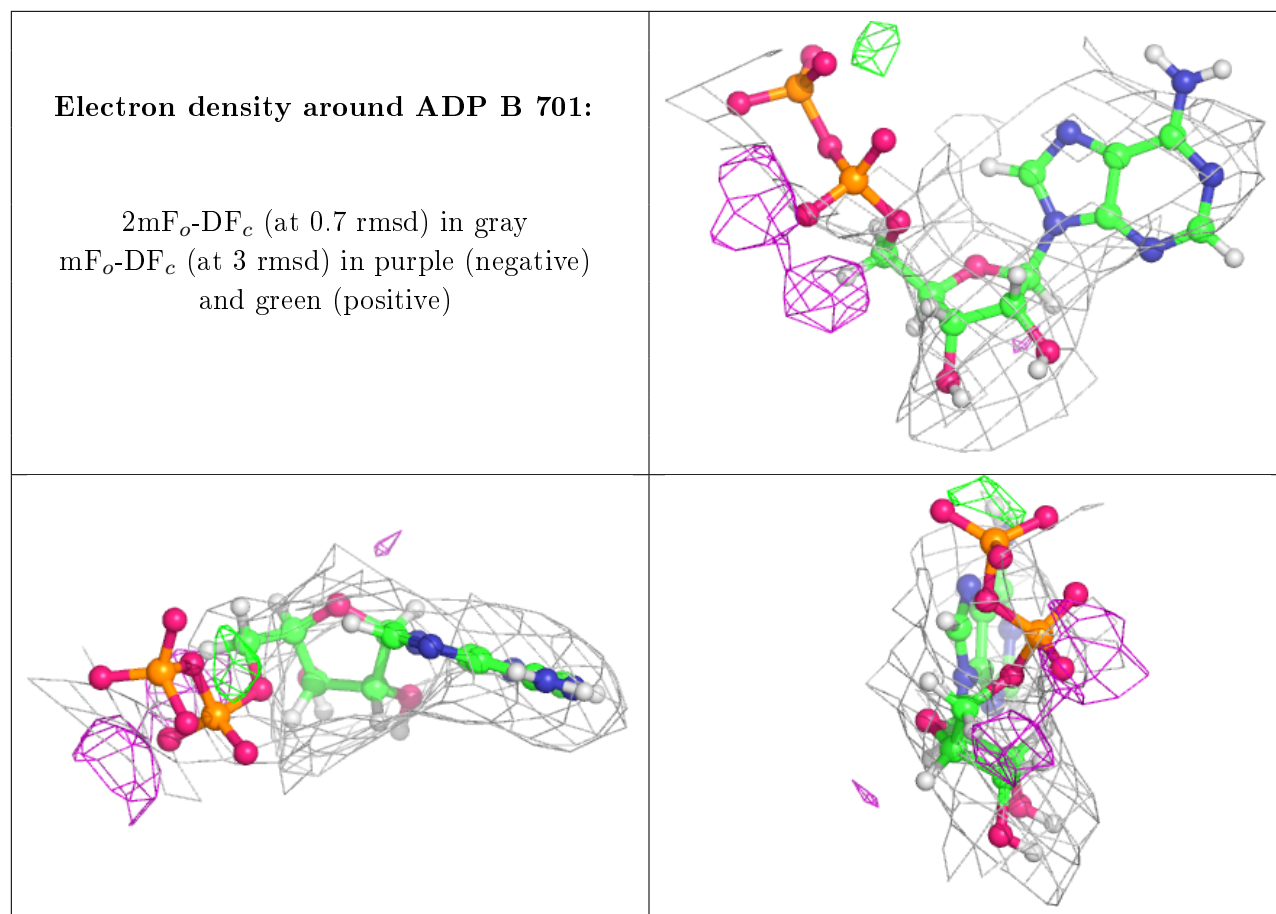 Electron density around ADP B 701:
2mFo-DFc (at 0.7 rmsd) in gray
mFo-DFc (at 3 rmsd) in purple (negative)
and green (positive)